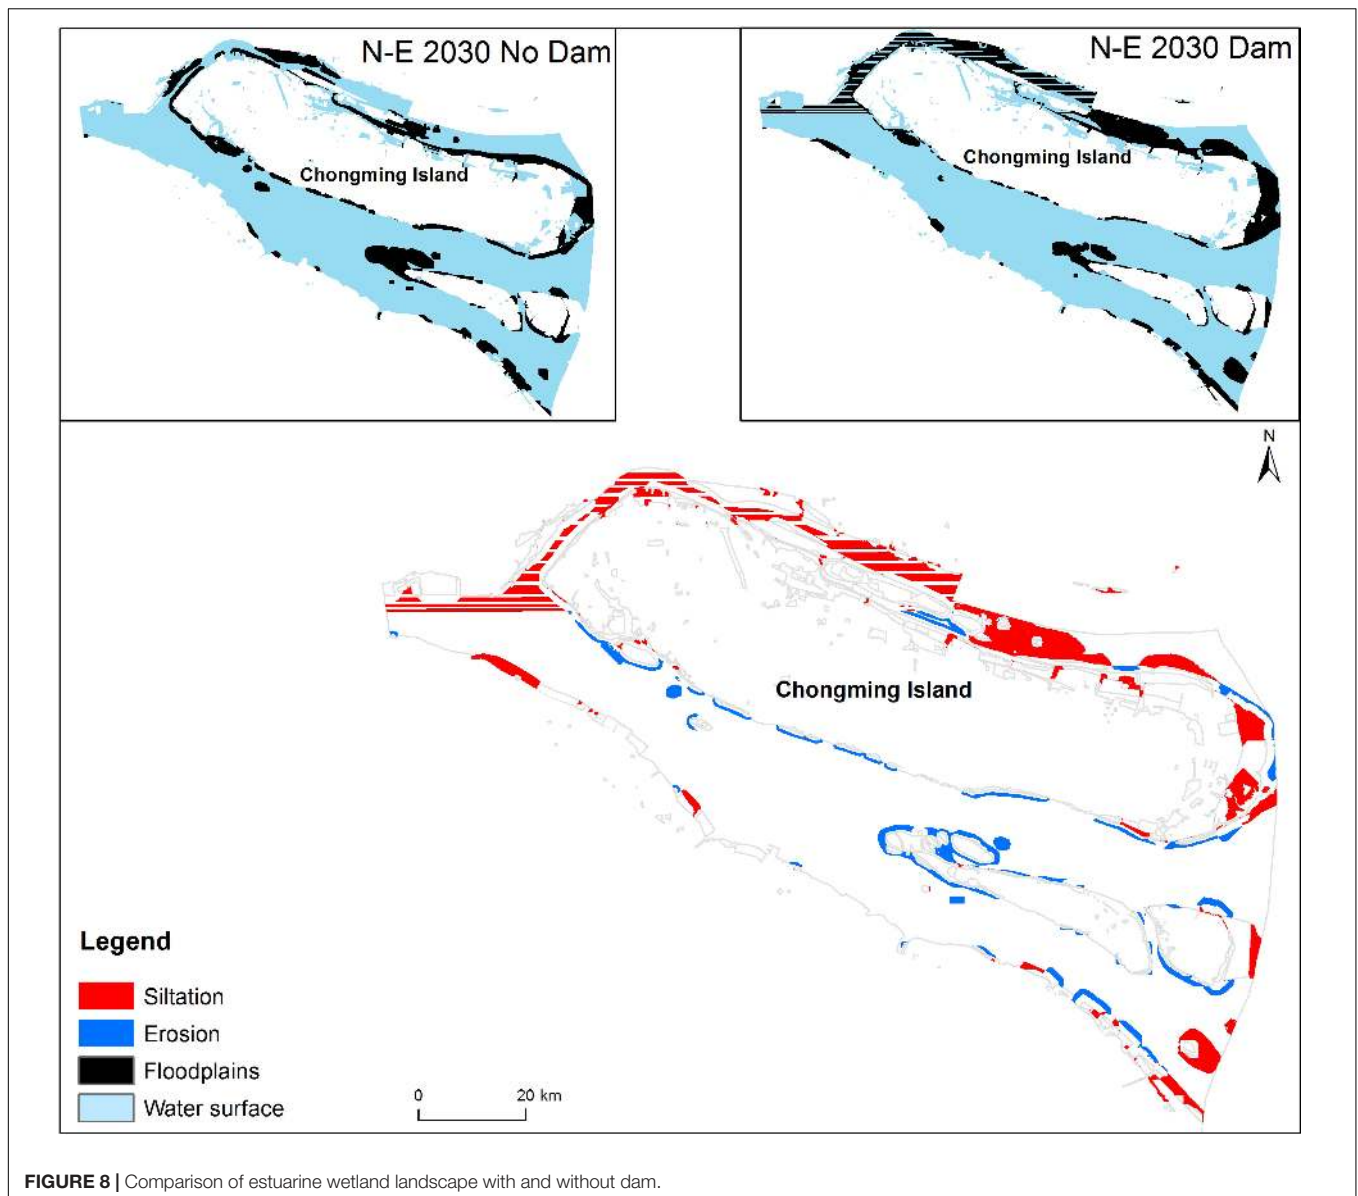 N-E 2030 No Dam
Chongming Island
N-E 2030 Dam
Chongming Island
N
Chongming Island
Legend
Siltation
Erosion
Floodplains
Water surface
0 20 km
FIGURE 8 | Comparison of estuarine wetland landscape with and without dam.